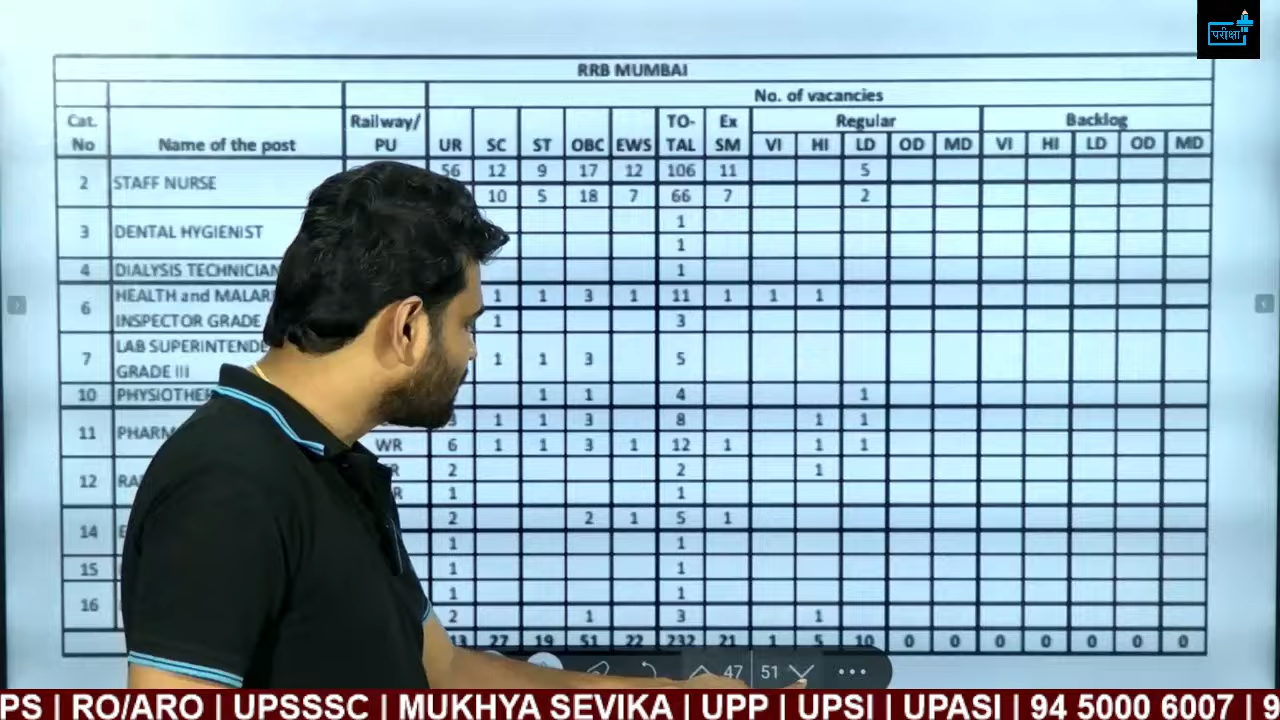 परीक्षा
RRB MUMBAI
No. of vacancies
Cat. No Name of the post Railway/ PU UR SC ST OBC EWS TO-TAL Ex SM Regular Backlog
VI HI LD OD MD VI HI LD OD MD
2 STAFF NURSE 56 12 9 17 12 106 11 5
10 5 18 7 66 7 2
3 DENTAL HYGIENIST 1
1
4 DIALYSIS TECHNICIAN 1
6 HEALTH and 1 1 3 1 11 1 1 1
INSPECTOR GRADE 1 3
7 LAB 1 1 3 5
GRADE III
10 1 1 4 1
11 1 1 3 8 1 1
WR 6 1 1 3 1 12 1 1 1
12 2 2 1
1 1
14 2 2 1 5 1
1 1
15 1 1
16 1 1
2 1 3 1
27 19 51 22 232 21 1 5 10 0 0 0 0 0 0 0
47 51
PS | RO/ARO | UPSSSC | MUKHYA SEVIKA | UPP | UPSI | UPASI | 94 5000 6007 | 9